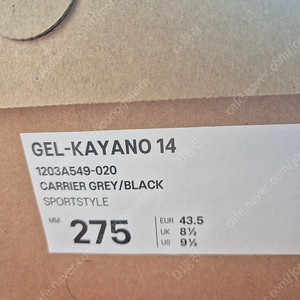 GEL-KAYANO 14
1203A549-020
CARRIER GREY/BLACK
SPORTSTYLE
MM 275
EUR 43.5
UK 8½
US 9½